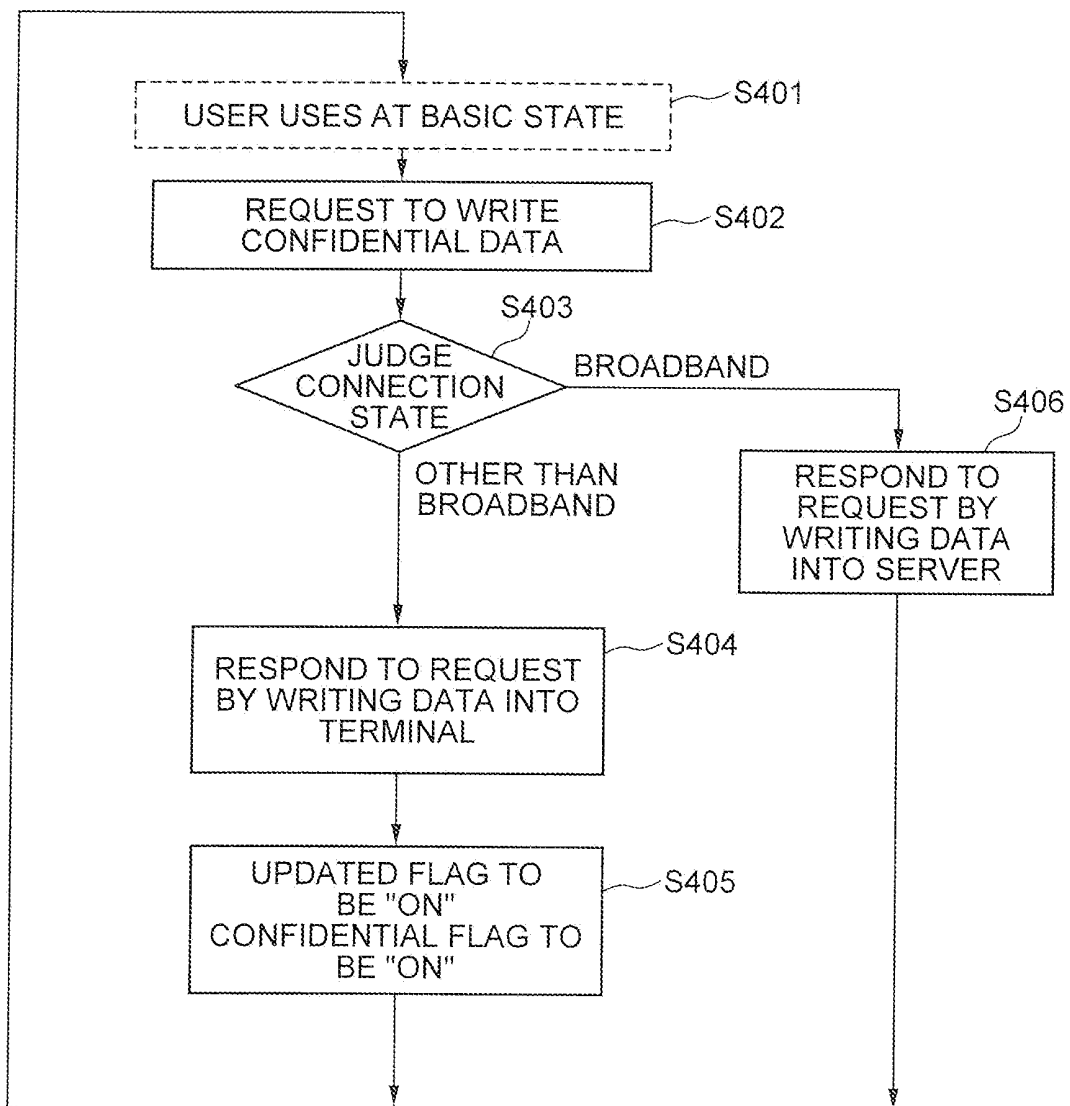 USER USES AT BASIC STATE
S401
REQUEST TO WRITE
CONFIDENTIAL DATA
S402
S403
JUDGE
CONNECTION
STATE
BROADBAND
OTHER THAN
BROADBAND
S406
RESPOND TO
REQUEST BY
WRITING DATA
INTO SERVER
S404
RESPOND TO REQUEST
BY WRITING DATA INTO
TERMINAL
UPDATED FLAG TO
BE "ON"
CONFIDENTIAL FLAG TO
BE "ON"
S405